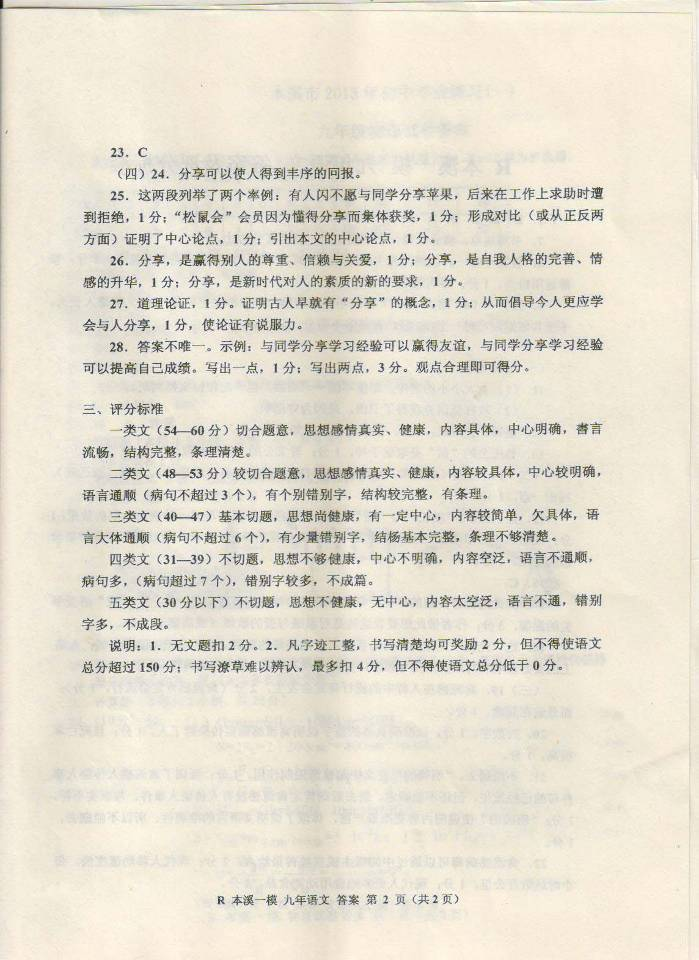 23．C
（四）24．分享可以使人得到丰序的回报。
25．这两段列举了两个率例：有人闪不愿与同学分享苹果，后来在工作上求助时遭
到拒绝，1 分；“松鼠会”会员因为懂得分享而集体获奖，1 分；形成对比（或从正反两
方面）证明了中心论点，1 分；引出本文的中心论点，1 分。
26．分享，是赢得别人的尊重、信赖与关爱，1 分；分享，是自我人格的完善、情
感的升华，1 分；分享，是新时代对人的素质的新的要求，1 分。
27．道理论证，1 分。证明古人早就有“分享”的概念，1 分；从而倡导今人更应学
会与人分享，1 分，使论证有说服力。
28．答案不唯一。示例：与同学分享学习经验可以赢得友谊，与同学分享学习经验
可以提高自己成绩。写出一点，1 分；写出两点，3 分。观点合理即可得分。
三、评分标准
一类文（54—60 分）切合题意，思想感情真实、健康，内容具体，中心明确，书言
流畅，结构完整，条理清楚。
二类文（48—53 分）较切合题意，思想感情真实、健康，内容较具体，中心较明确，
语言通顺（病句不超过 3 个），有个别错别字，结构较完整，有条理。
三类文（40—47）基本切题，思想尚健康，有一定中心，内容较简单，欠具体，语
言大体通顺（病句不超过 6 个），有少量错别字，结杨基本完整，条理不够清楚。
四类文（31—39）不切题，思想不够健康，中心不明确，内容空泛，语言不通顺，
病句多，（病句超过 7 个），错别字较多，不成篇。
五类文（30 分以下）不切题，思想不健康，无中心，内容太空泛，语言不通，错别
字多，不成段。
说明：1．无文题扣 2 分。2．凡字迹工整，书写清楚均可奖励 2 分，但不得使语文
总分超过 150 分；书写潦草难以辨认，最多扣 4 分，但不得使语文总分低于 0 分。
R 本溪一模 九年语文 答案 第 2 页（共 2 页）